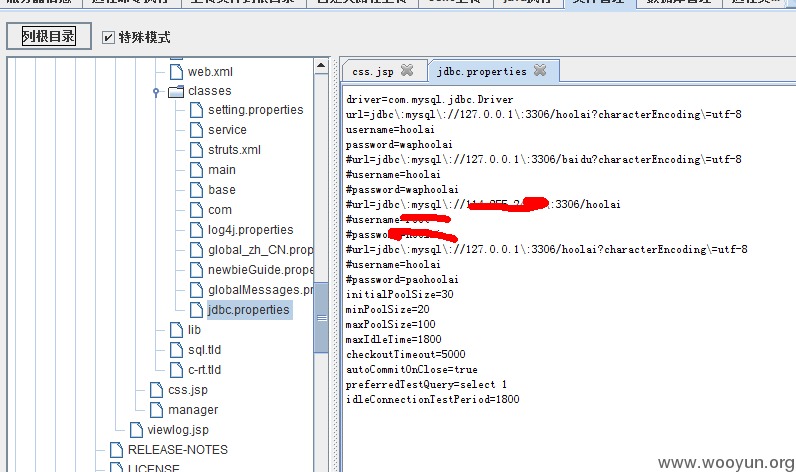 列根目录
特殊模式
web.xml
classes
setting.properties
service
struts.xml
main
base
com
log4j.properties
global_zh_CN.prop
newbieGuide.prope
globalMessages.pr
jdbc.properties
lib
sql.tld
c-rt.tld
css.jsp
manager
viewlog.jsp
RELEASE-NOTES
LICENSE
css.jsp
jdbc.properties
driver=com.mysql.jdbc.Driver
url=jdbc\:mysql\://127.0.0.1\:3306/hoolai?characterEncoding\=utf-8
username=hoolai
password=waphoolai
#url=jdbc\:mysql\://127.0.0.1\:3306/baidu?characterEncoding\=utf-8
#username=hoolai
#password=waphoolai
#url=jdbc\:mysql\:// \:3306/hoolai
#username=
#password
#url=jdbc\:mysql\://127.0.0.1\:3306/hoolai?characterEncoding\=utf-8
#username=hoolai
#password=paohoolai
initialPoolSize=30
minPoolSize=20
maxPoolSize=100
maxIdleTime=1800
checkoutTimeout=5000
autoCommitOnClose=true
preferredTestQuery=select 1
idleConnectionTestPeriod=1800
www.wooyun.org